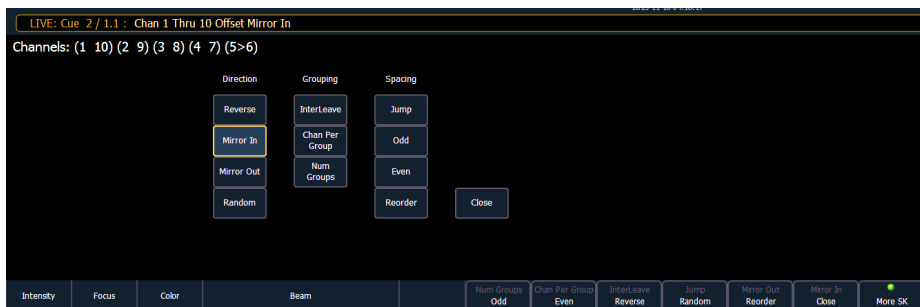 LIVE: Cue 2 / 1.1 : Chan 1 Thru 10 Offset Mirror In
Channels: (1 10) (2 9) (3 8) (4 7) (5>6)
Direction Grouping Spacing
Reverse InterLeave Jump
Mirror In Chan Per Group Odd
Mirror Out Num Groups Even
Random Reorder Close
Num Groups Chan Per Group InterLeave Jump Mirror Out Mirror In
Intensity Focus Color Beam Odd Even Reverse Random Reorder Close More SK